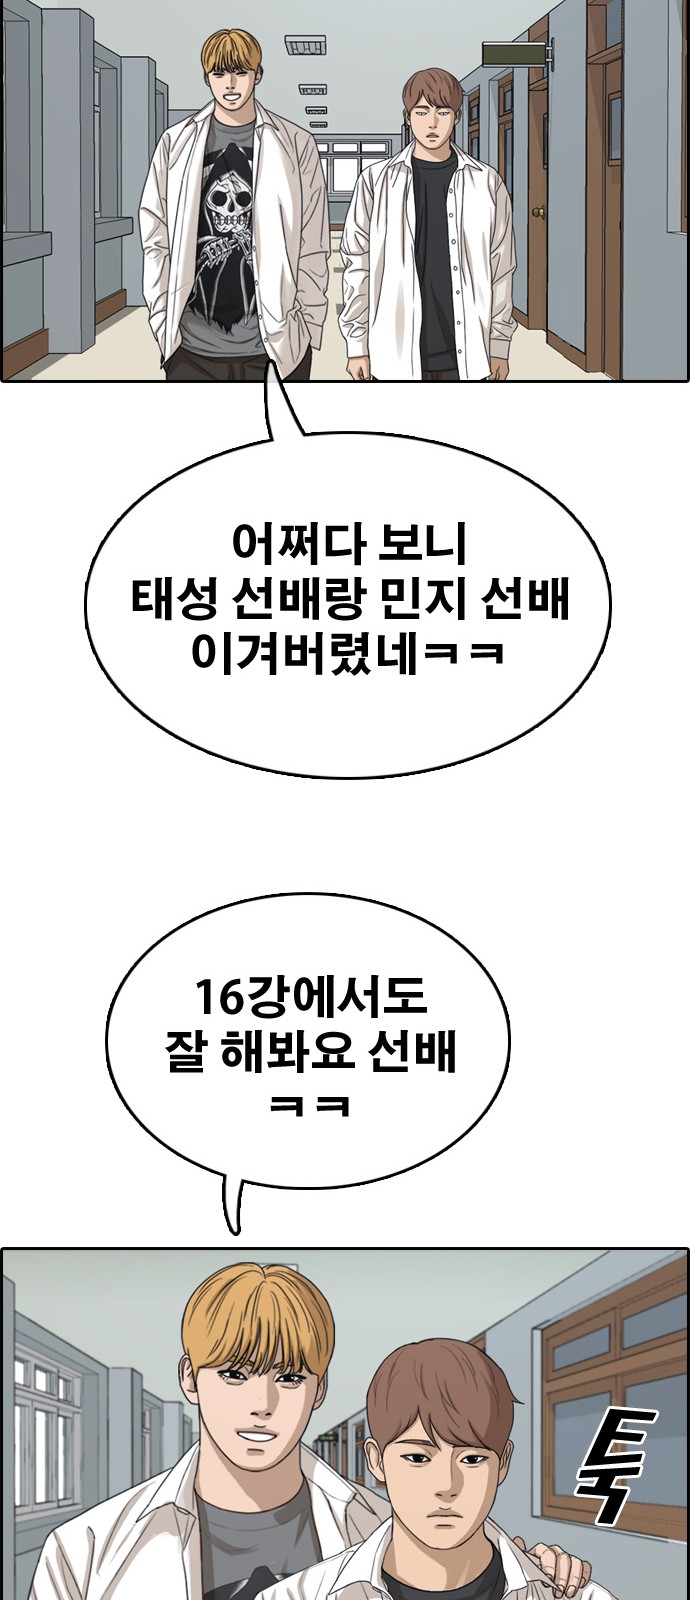 어쩌다 보니
태성 선배랑 민지 선배
이겨버렸네ㅋㅋ
16강에서도
잘 해봐요 선배
ㅋㅋ
툭